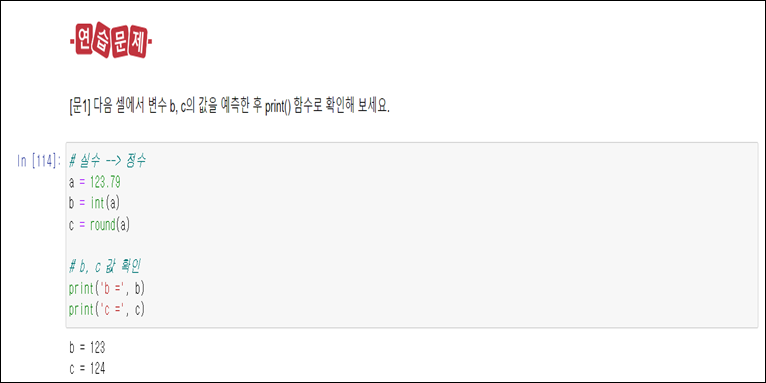 연습문제
[문1] 다음 셀에서 변수 b, c의 값을 예측한 후 print() 함수로 확인해 보세요.
In [114]: # 실수 --> 정수
a = 123.79
b = int(a)
c = round(a)
# b, c 값 확인
print('b =', b)
print('c =', c)
b = 123
c = 124